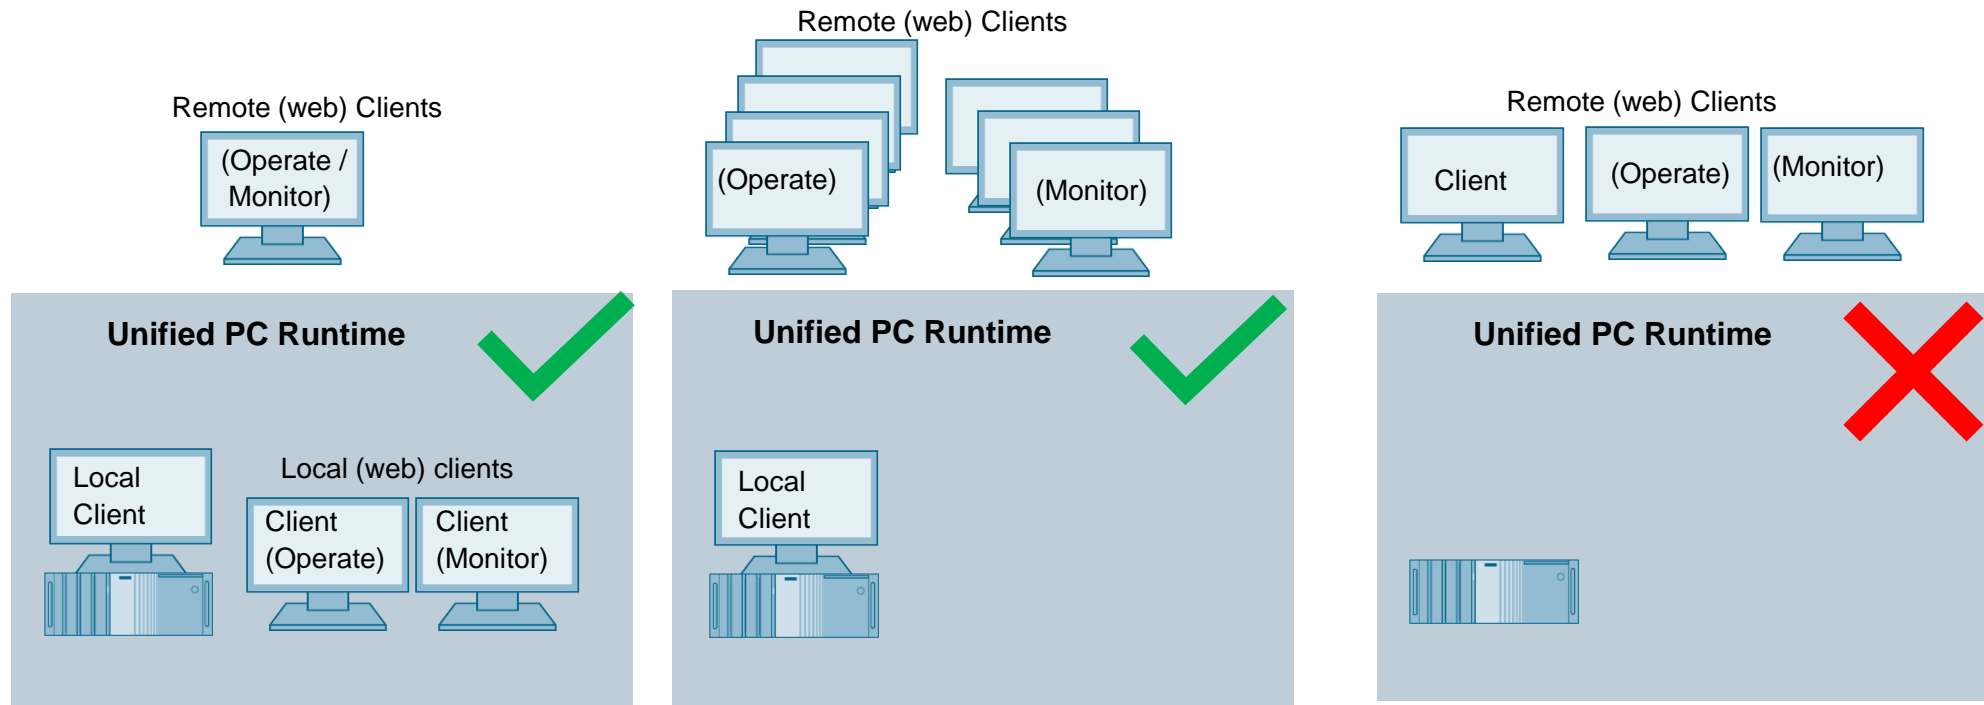 Remote (web) Clients
(Operate /
Monitor)
Unified PC Runtime
Local
Client
Local (web) clients
Client
(Operate)
Client
(Monitor)
Remote (web) Clients
(Operate)
(Monitor)
Unified PC Runtime
Local
Client
Remote (web) Clients
Client
(Operate)
(Monitor)
Unified PC Runtime